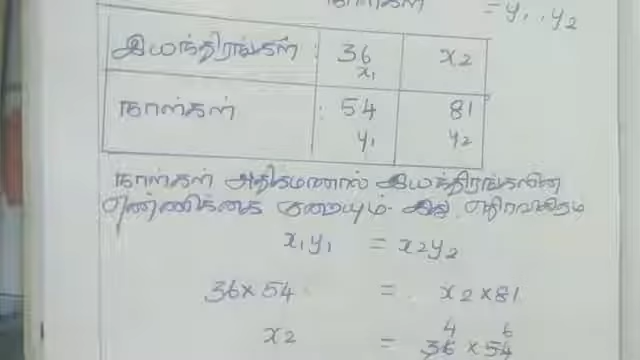 நாள்கள் = y₁, y₂
இயந்திரங்கள் : 36 x2
x₁
நாள்கள் : 54 81
y₁ y₂
நாள்கள் அதிகமானால் இயந்திரங்களின்
எண்ணிக்கை குறையும். இது எதிர்விகிதம்
x₁y₁ = x₂y₂
36 × 54 = x2 × 81
4 6
x2 = 36 × 54